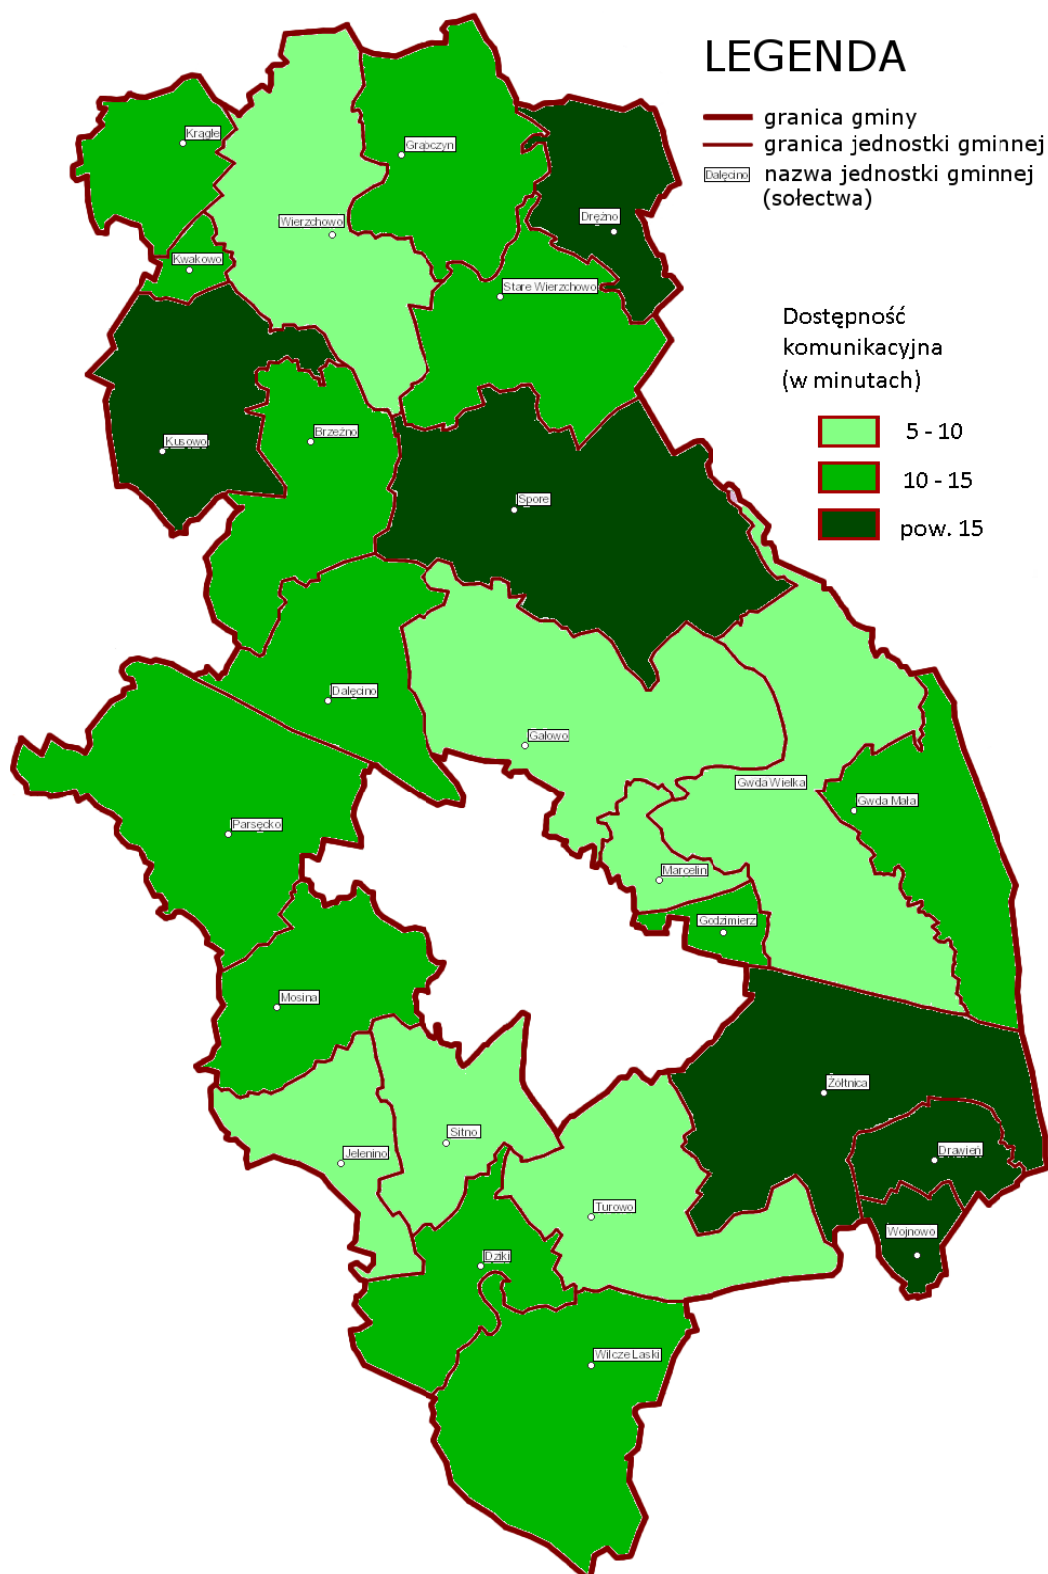 LEGENDA
granica gminy
granica jednostki gminnej
Dalęcino
nazwa jednostki gminnej
(sołectwa)
Dostępność
komunikacyjna
(w minutach)
5 - 10
10 - 15
pow. 15
Krągłe
Grąbczyn
Wierzchowo
Drężno
Kwakowo
Stare Wierzchowo
Kusowo
Brzeźno
Spore
Dalęcino
Gałowo
Gwda Wielka
Gwda Mała
Parsęcko
Marcelin
Godzimierz
Mosina
Żółtnica
Sitno
Jelenino
Drawień
Turowo
Wojnowo
Dziki
Wilcze Laski